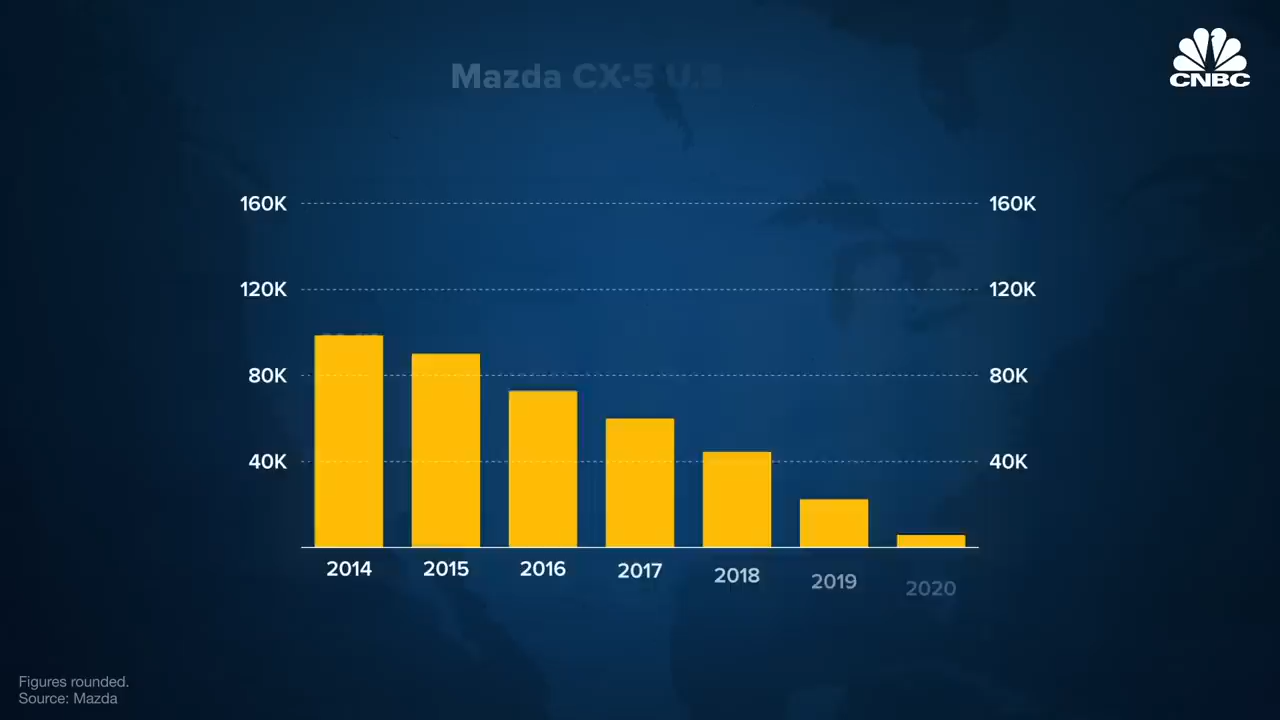 CNBC
Mazda CX-5 U.S
160K 160K
120K 120K
80K 80K
40K 40K
2014 2015 2016 2017 2018 2019 2020
Figures rounded.
Source: Mazda